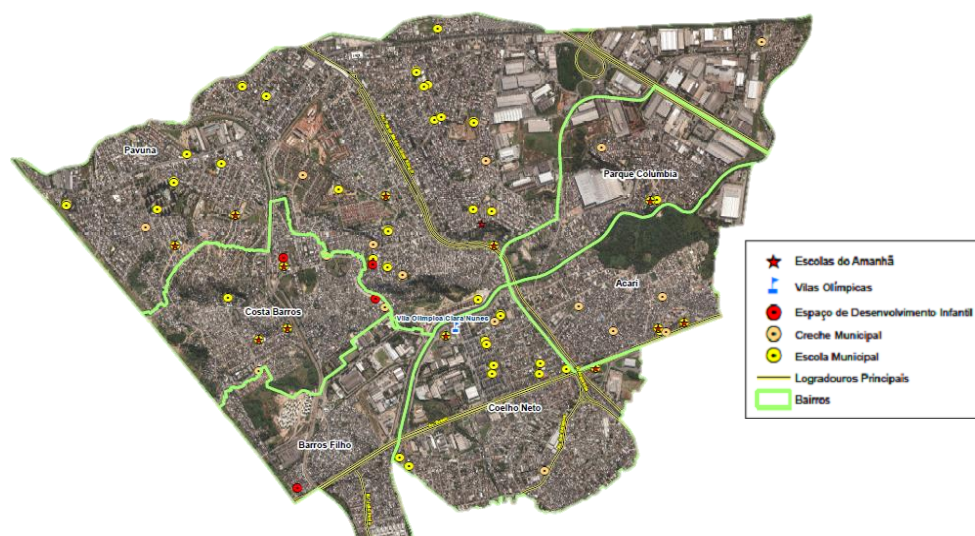 Pavuna
Parque Columbia
Acari
Costa Barros
Vila Olímpica Clara Nunes
Coelho Neto
Barros Filho
Escolas do Amanhã
Vilas Olímpicas
Espaço de Desenvolvimento Infantil
Creche Municipal
Escola Municipal
Logradouros Principais
Bairros